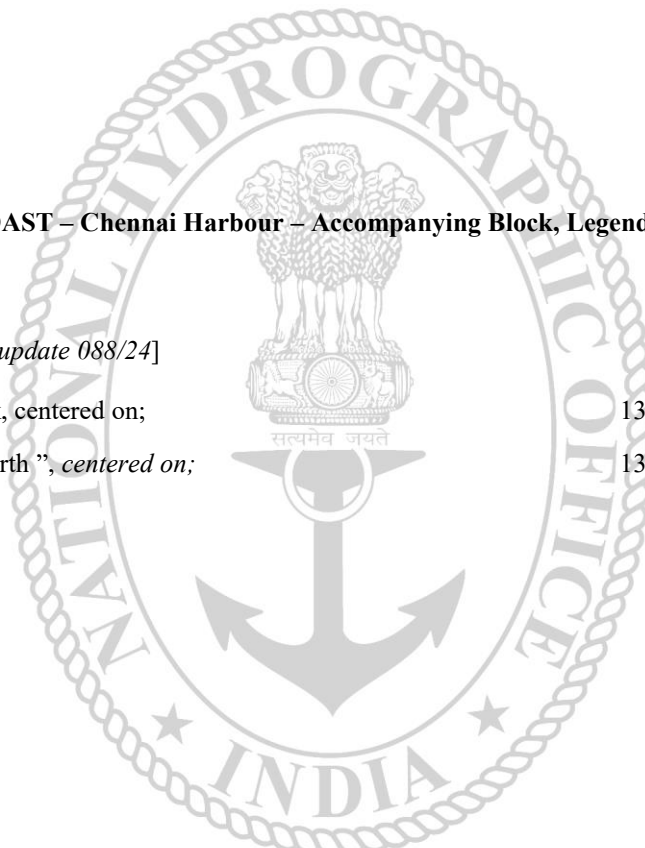 NATIONAL HYDROGRAPHIC OFFICE
OAST – Chennai Harbour – Accompanying Block, Legend
update 088/24]
, centered on; 13
rth ”, centered on; 13
सत्यमेव जयते
INDIA